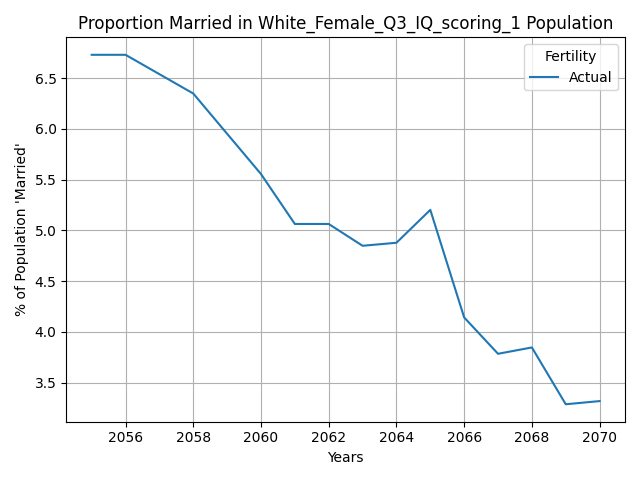 Proportion Married in White_Female_Q3_IQ_scoring_1 Population
% of Population 'Married'
6.5
6.0
5.5
5.0
4.5
4.0
3.5
Fertility
Actual
2056 2058 2060 2062 2064 2066 2068 2070
Years